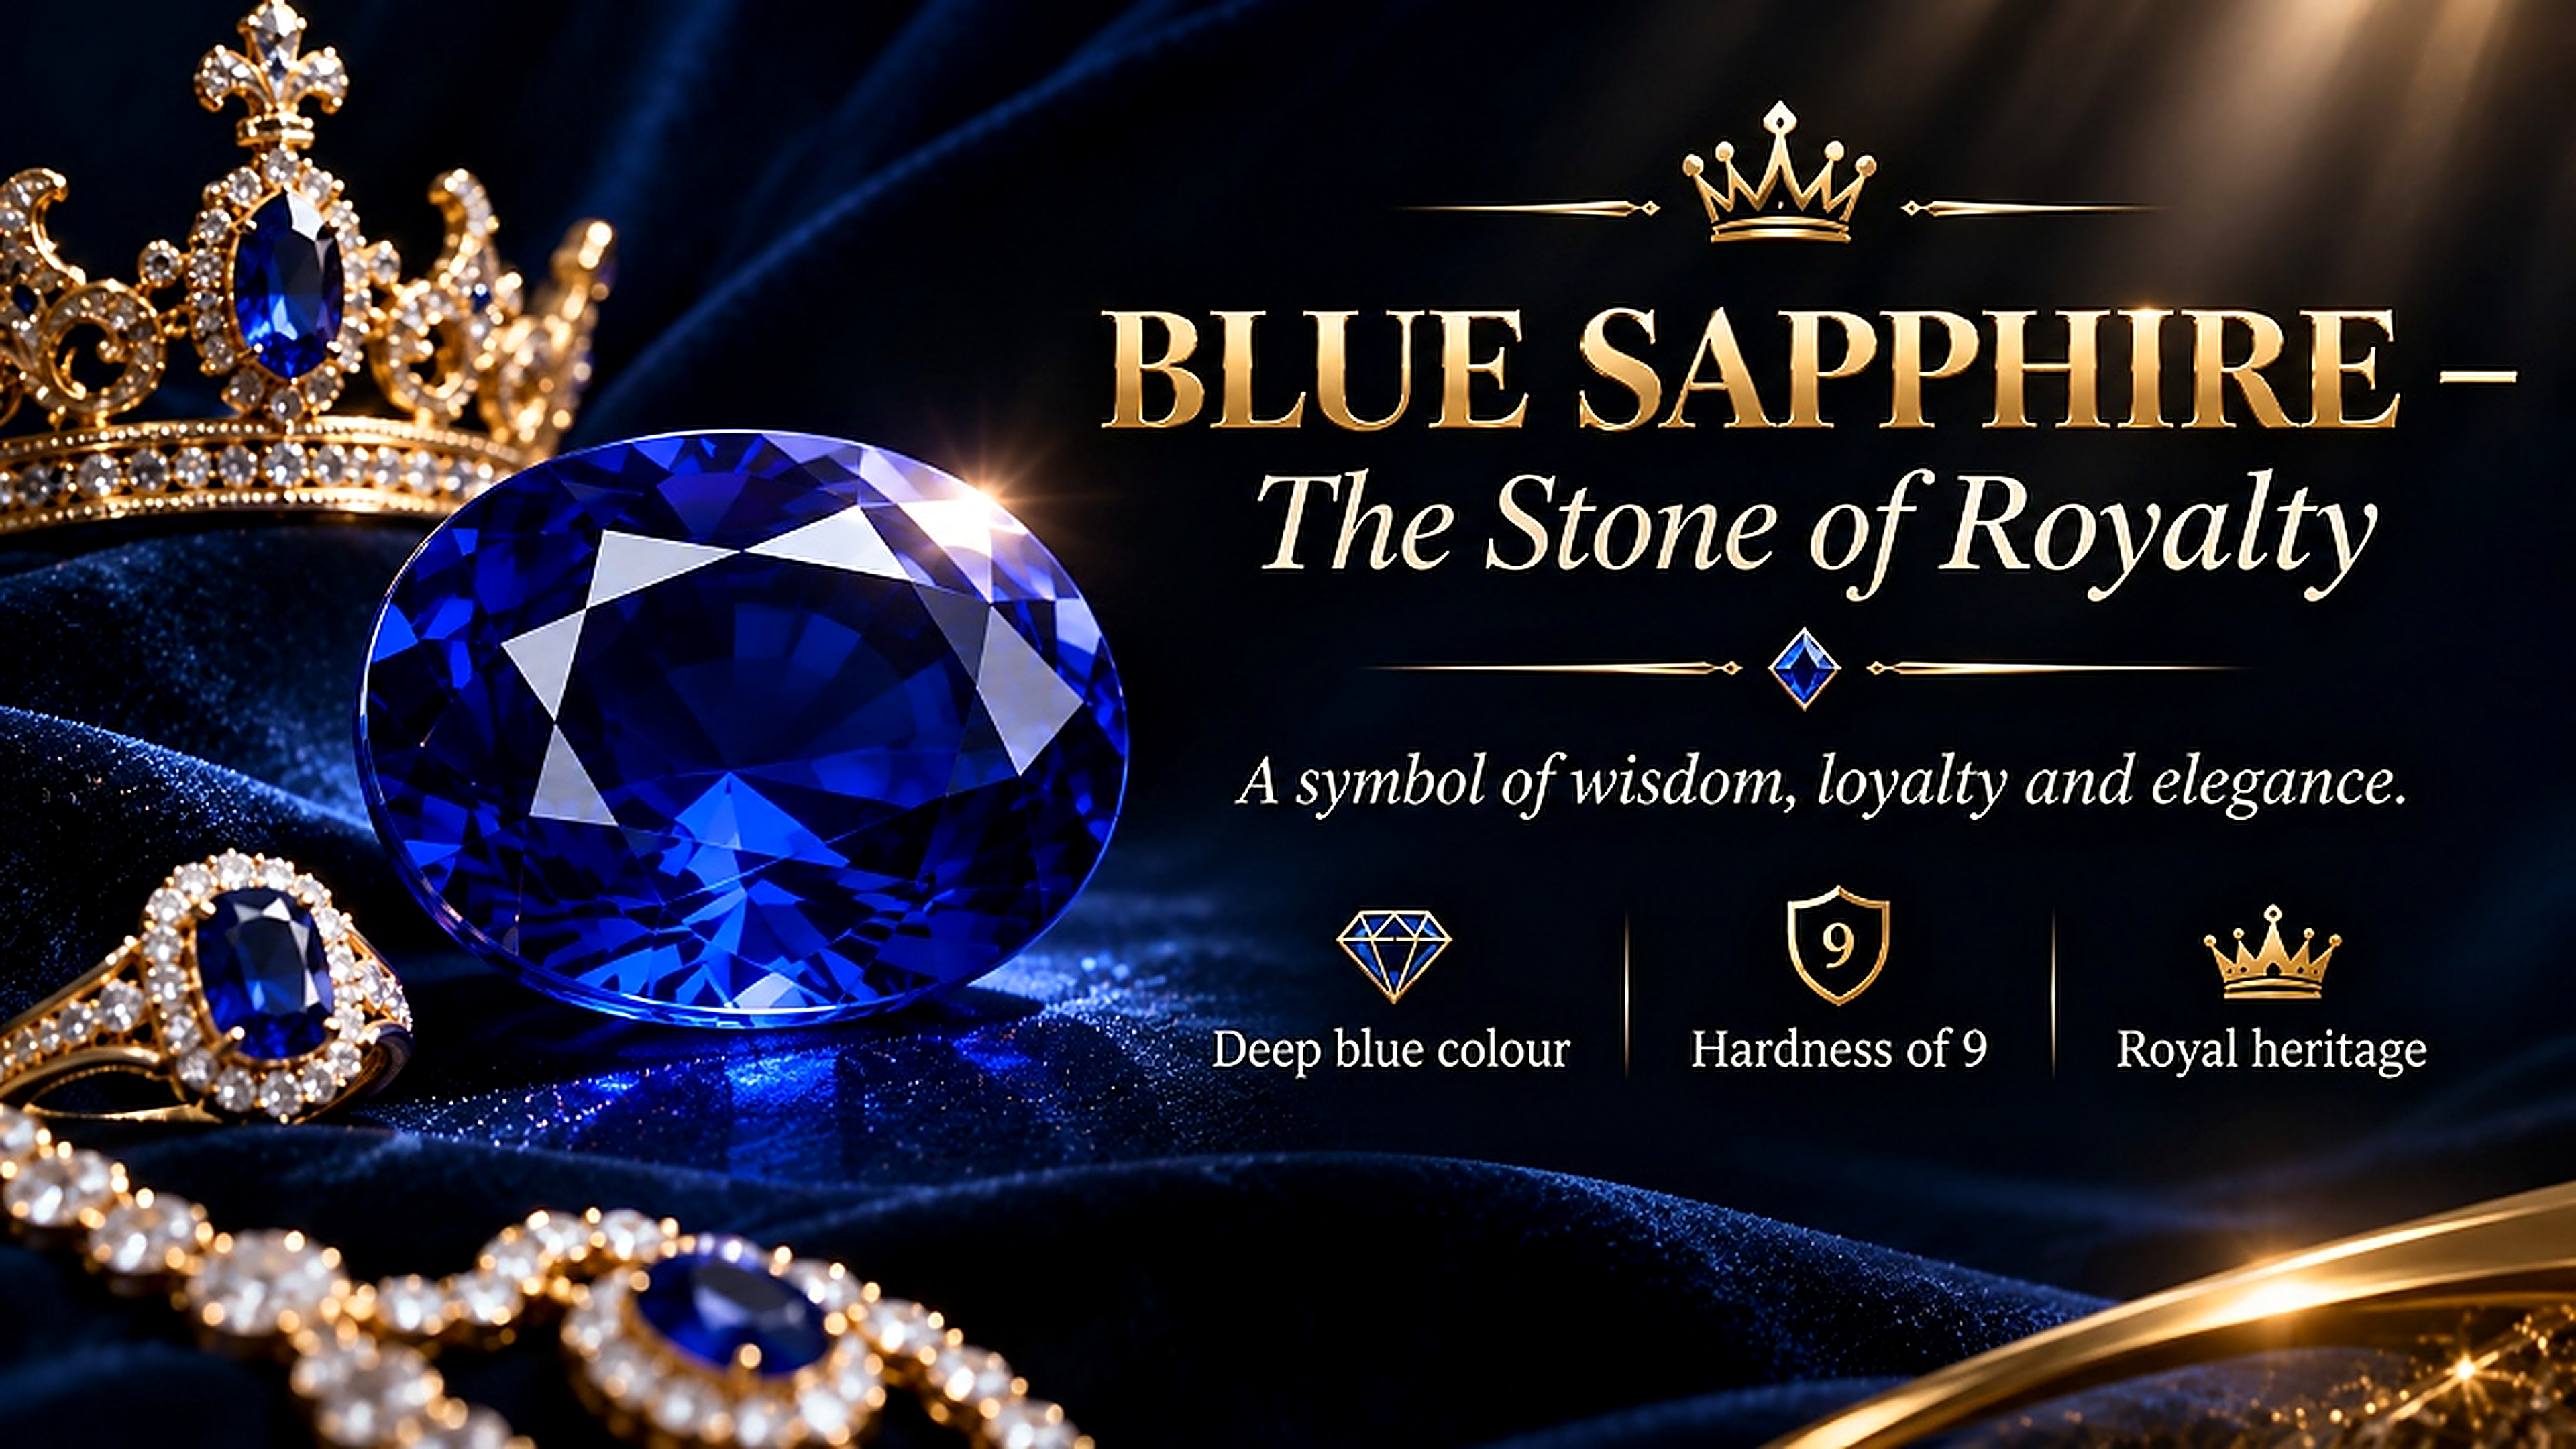 BLUE SAPPHIRE –
The Stone of Royalty
A symbol of wisdom, loyalty and elegance.
9
Deep blue colour
Hardness of 9
Royal heritage